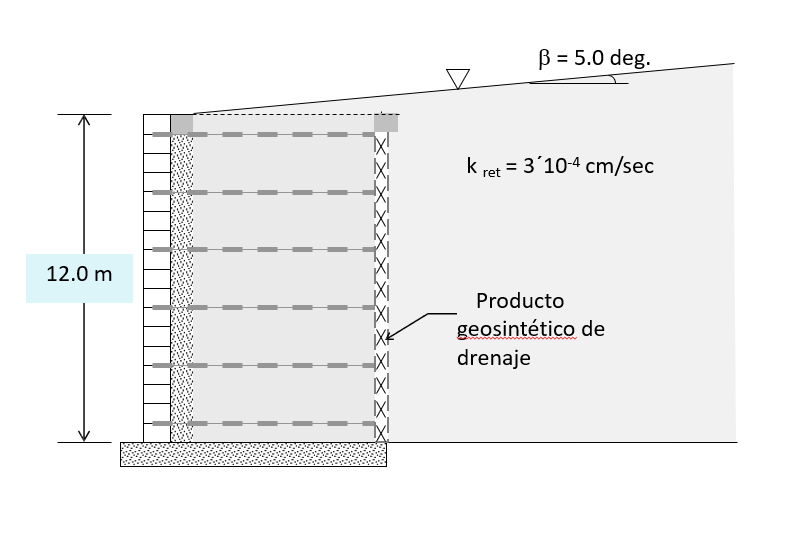 β = 5.0 deg.
k ret = 3´10-4 cm/sec
12.0 m
Producto
geosintético de
drenaje